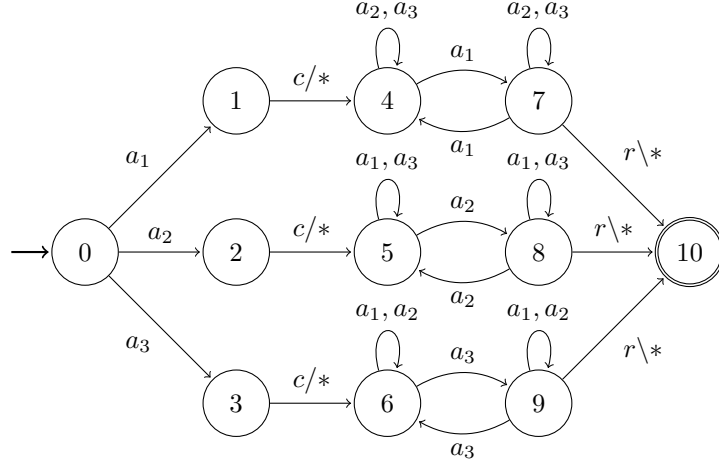 a₂, a₃ a₂, a₃
1 c/* 4 a₁ 7
a₁ a₁ r\*
a₁, a₃ a₁, a₃
0 a₂ 2 c/* 5 a₂ 8 r\* 10
a₂
a₃ a₁, a₂ a₁, a₂ r\*
3 c/* 6 a₃ 9
a₃